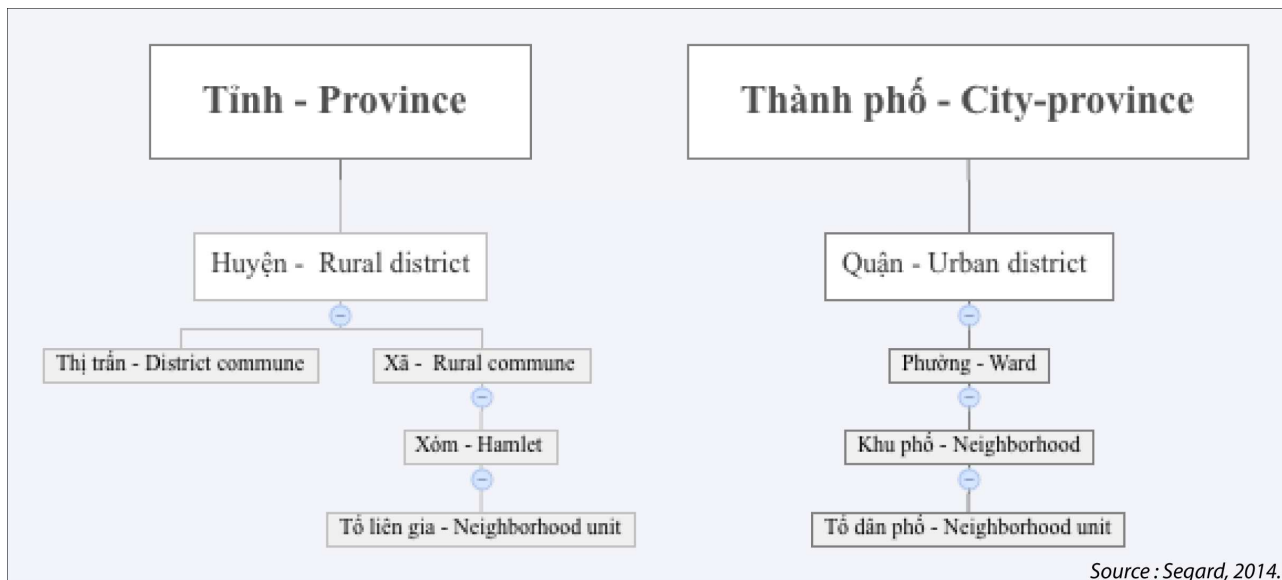 Tỉnh - Province
Thành phố - City-province
Huyện - Rural district
Quận - Urban district
Thị trấn - District commune
Xã - Rural commune
Phường - Ward
Xóm - Hamlet
Khu phố - Neighborhood
Tổ liên gia - Neighborhood unit
Tổ dân phố - Neighborhood unit
Source : Segard, 2014.